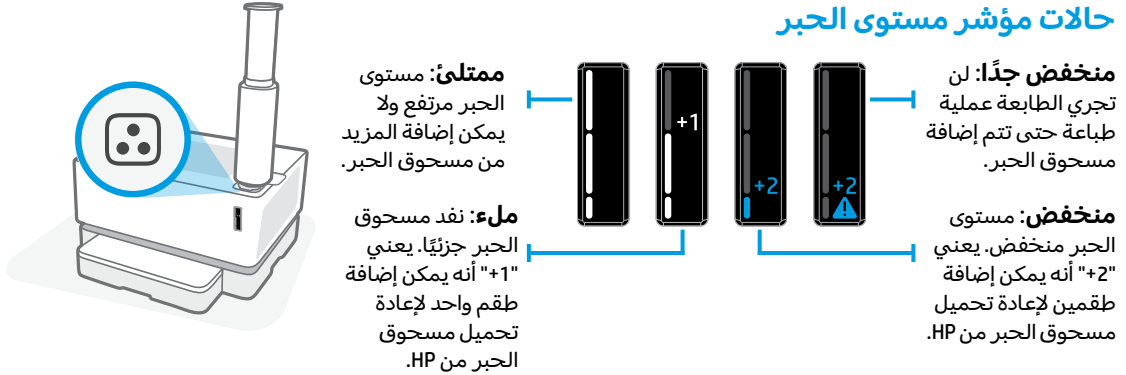 حالات مؤشر مستوى الحبر
منخفض جدًا: لن
تجري الطابعة عملية
طباعة حتى تتم إضافة
مسحوق الحبر.
منخفض: مستوى
الحبر منخفض. يعني
"2+" أنه يمكن إضافة
طقمين لإعادة تحميل
مسحوق الحبر من HP.
+2
+2
+1
ممتلئ: مستوى
الحبر مرتفع ولا
يمكن إضافة المزيد
من مسحوق الحبر.
ملء: نفد مسحوق
الحبر جزئيًا. يعني
"1+" أنه يمكن إضافة
طقم واحد لإعادة
تحميل مسحوق
الحبر من HP.